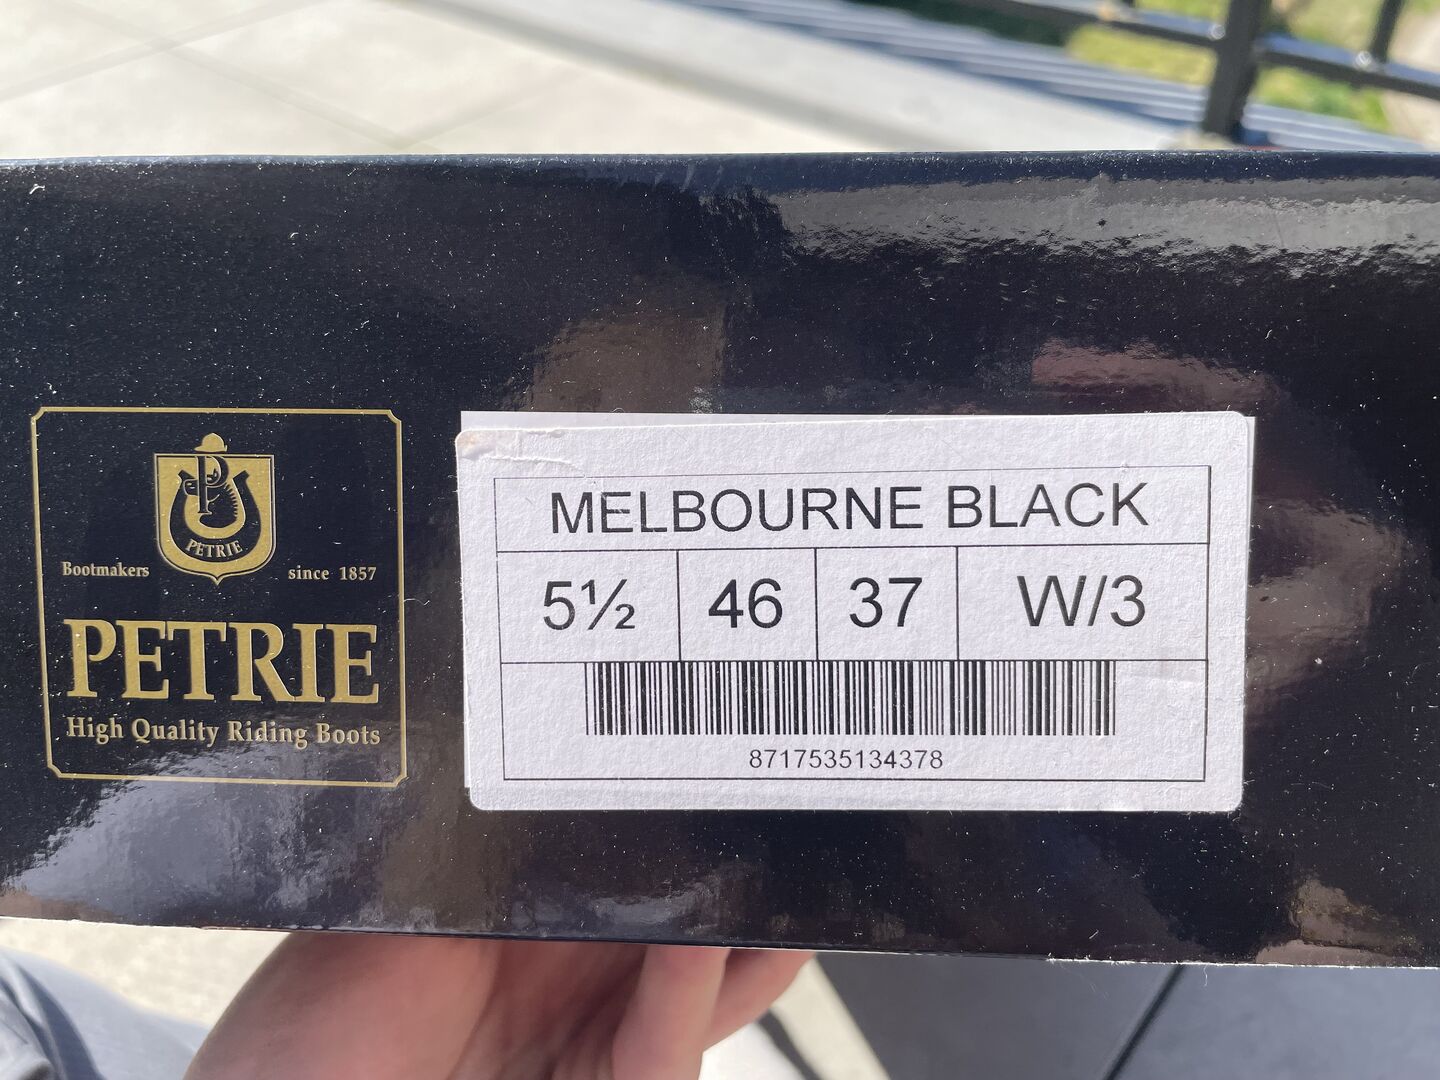 PETRIE
Bootmakers since 1857
PETRIE
High Quality Riding Boots
MELBOURNE BLACK
5½ 46 37 W/3
8717535134378